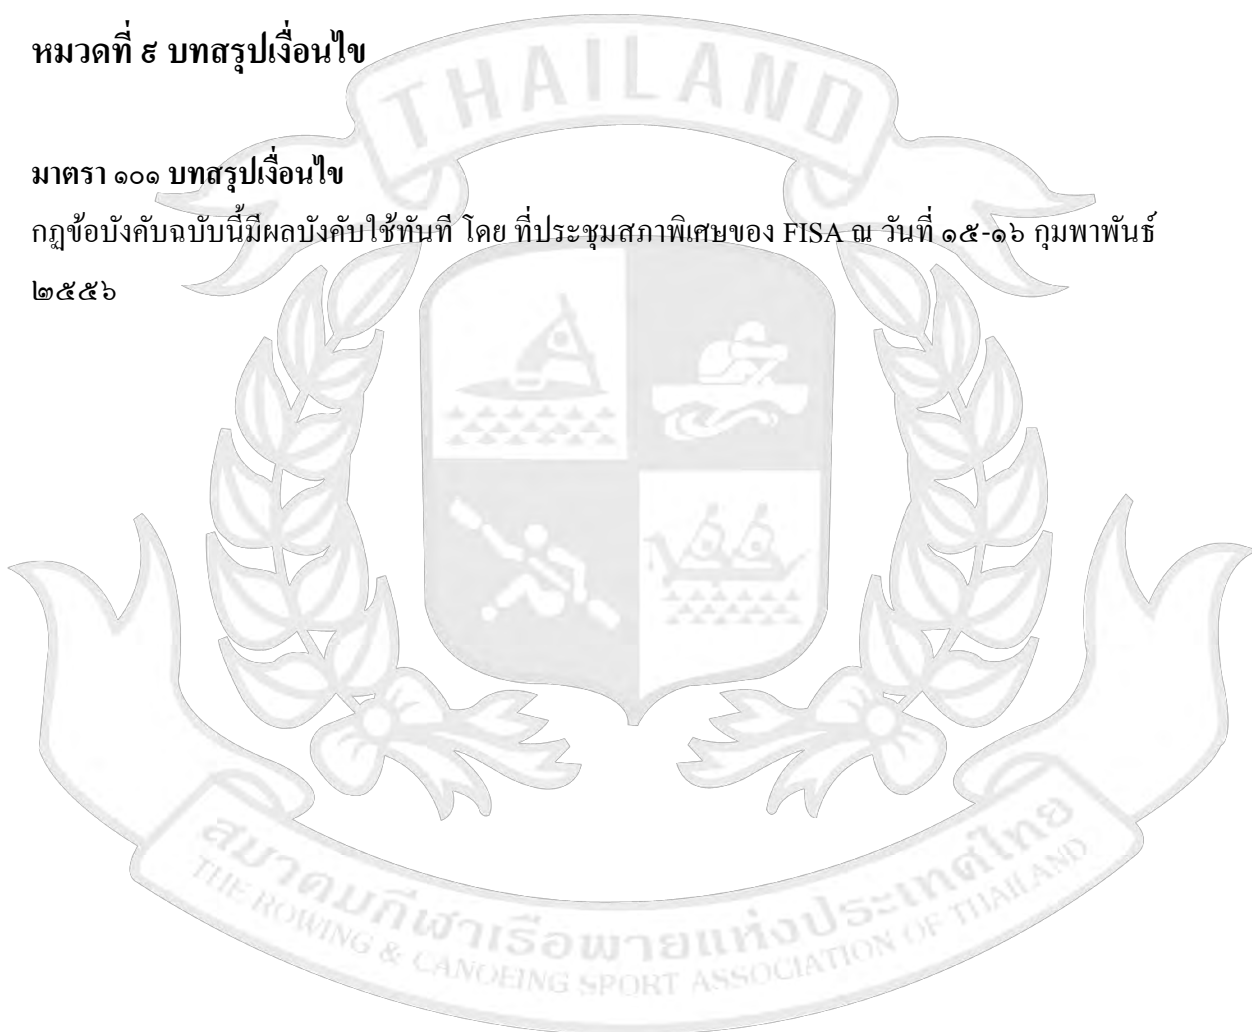 หมวดที่ ๙ บทสรุปเงื่อนไข
THAILAND
มาตรา ๑๐๑ บทสรุปเงื่อนไข
กฎข้อบังคับฉบับนี้มีผลบังคับใช้ทันที โดย ที่ประชุมสภาพิเศษของ FISA ณ วันที่ ๑๕-๑๖ กุมพาพันธ์
๒๕๕๖
สมาคมกีฬาเรือพายแห่งประเทศไทย
THE ROWING & CANOEING SPORT ASSOCIATION OF THAILAND